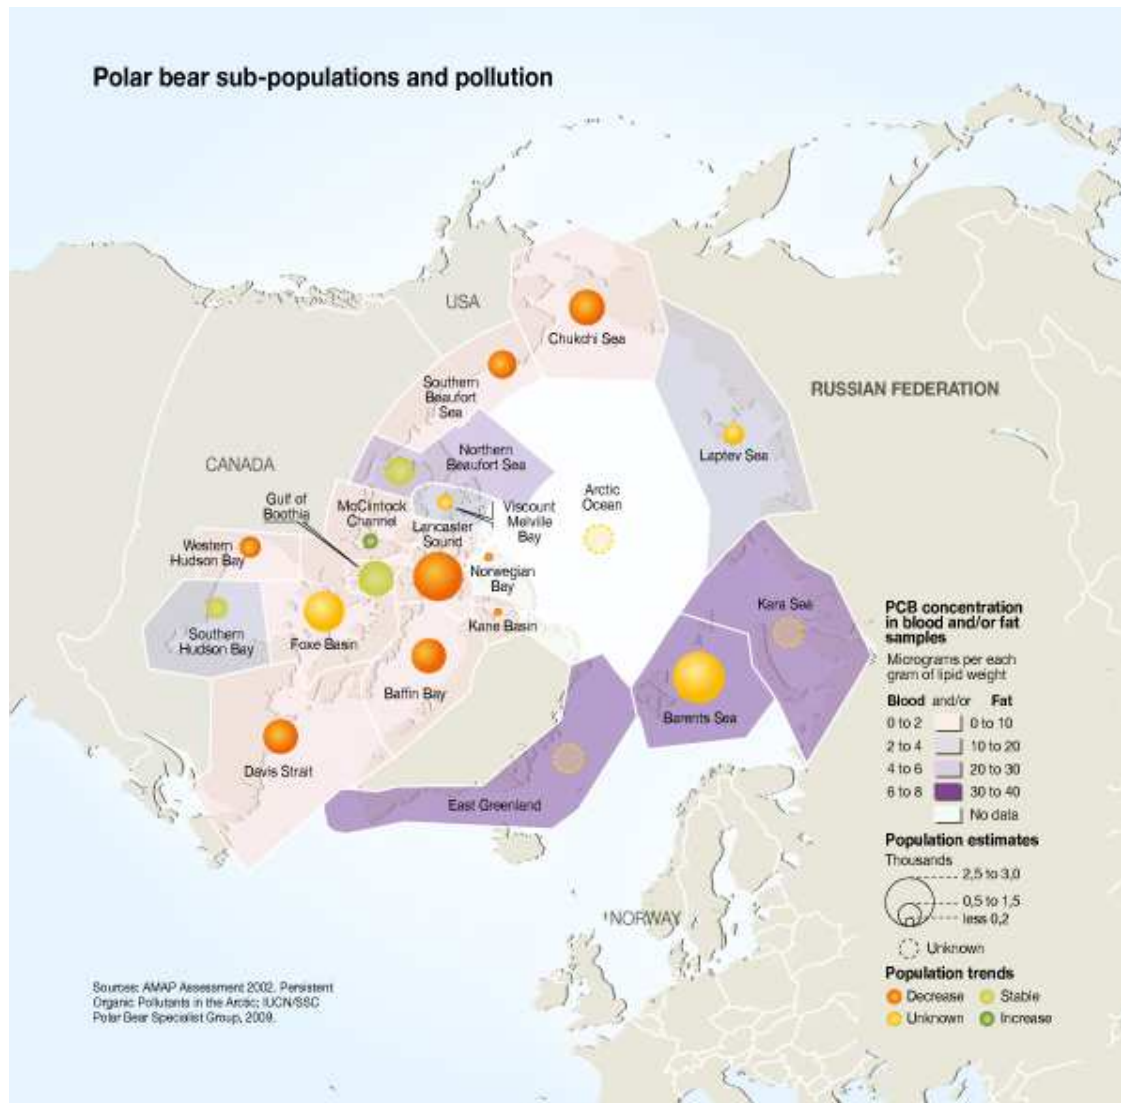 Polar bear sub-populations and pollution
USA
Chukchi Sea
Southern
Beaufort
Sea
RUSSIAN FEDERATION
Northern
Beaufort Sea
Laptev Sea
CANADA
Gulf of
Boothia
McClintock
Channel
Lancaster
Sound
Viscount
Melville
Bay
Arctic
Ocean
Western
Hudson Bay
Norwegian
Bay
Kane Basin
Southern
Hudson Bay
Foxe Basin
Baffin Bay
Kara Sea
Barents Sea
Davis Strait
East Greenland
NORWAY
PCB concentration
in blood and/or fat
samples
Micrograms per each
gram of lipid weight
Blood and/or Fat
0 to 2 0 to 10
2 to 4 10 to 20
4 to 6 20 to 30
6 to 8 30 to 40
No data
Population estimates
Thousands
2,5 to 3,0
0,5 to 1,5
less 0,2
Unknown
Population trends
Decrease Stable
Unknown Increase
Sources: AMAP Assessment 2002, Persistent
Organic Pollutants in the Arctic; IUCN/SSC
Polar Bear Specialist Group, 2009.